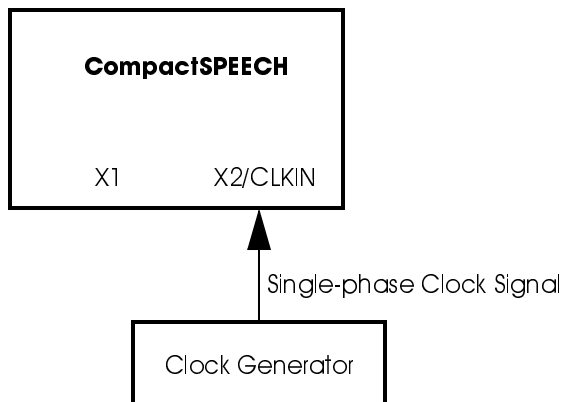 CompactSPEECH
X1 X2/CLKIN
Single-phase Clock Signal
Clock Generator